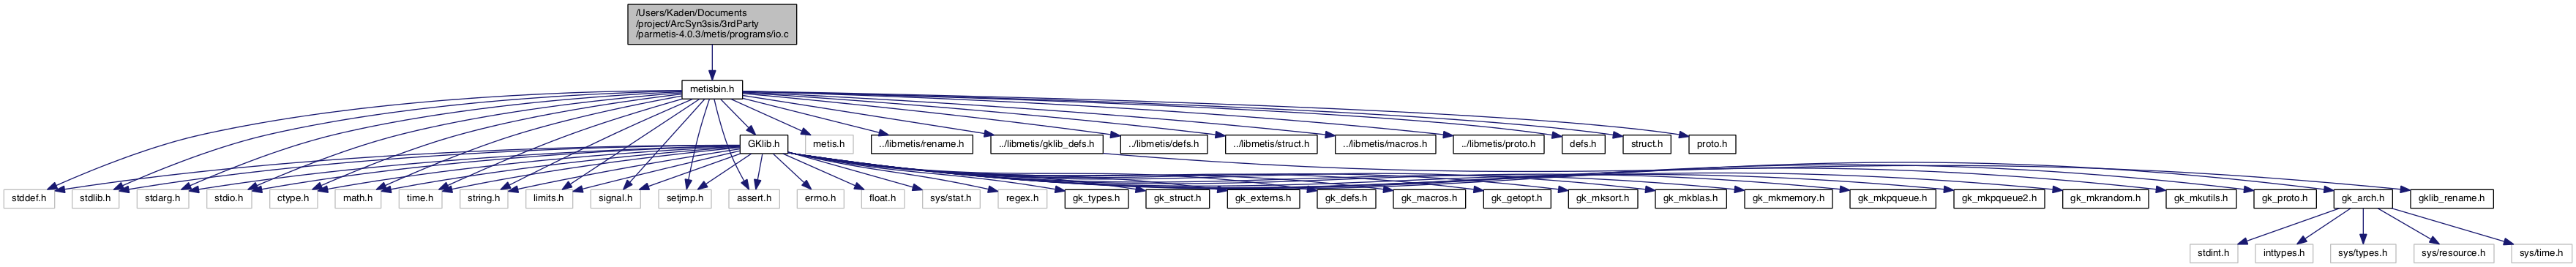 /Users/Kaden/Documents
/project/ArcSyn3sis/3rdParty
/parmetis-4.0.3/metis/programs/io.c
metisbin.h
GKlib.h
metis.h
../libmetis/rename.h
../libmetis/gklib_defs.h
../libmetis/defs.h
../libmetis/struct.h
../libmetis/macros.h
../libmetis/proto.h
defs.h
struct.h
proto.h
stddef.h
stdlib.h
stdarg.h
stdio.h
ctype.h
math.h
time.h
string.h
limits.h
signal.h
setjmp.h
assert.h
errno.h
float.h
sys/stat.h
regex.h
gk_types.h
gk_struct.h
gk_externs.h
gk_defs.h
gk_macros.h
gk_getopt.h
gk_mksort.h
gk_mkblas.h
gk_mkmemory.h
gk_mkpqueue.h
gk_mkpqueue2.h
gk_mkrandom.h
gk_mkutils.h
gk_proto.h
gk_arch.h
gklib_rename.h
stdint.h
inttypes.h
sys/types.h
sys/resource.h
sys/time.h